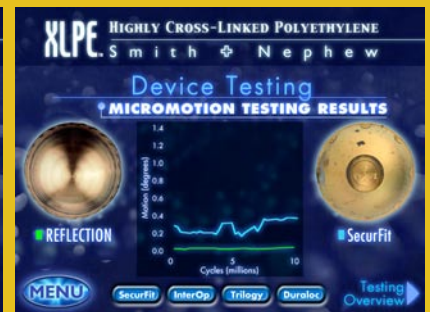 XLPE™ HIGHLY CROSS-LINKED POLYETHYLENE
Smith Nephew
Device Testing
MICROMOTION TESTING RESULTS
1.4
1.2
1.0
0.8
0.6
0.4
0.2
0.0
Motion (degrees)
0 5 10
Cycles (millions)
REFLECTION
SecurFit
MENU SecurFit InterOp Trilogy Duraloc Testing
Overview